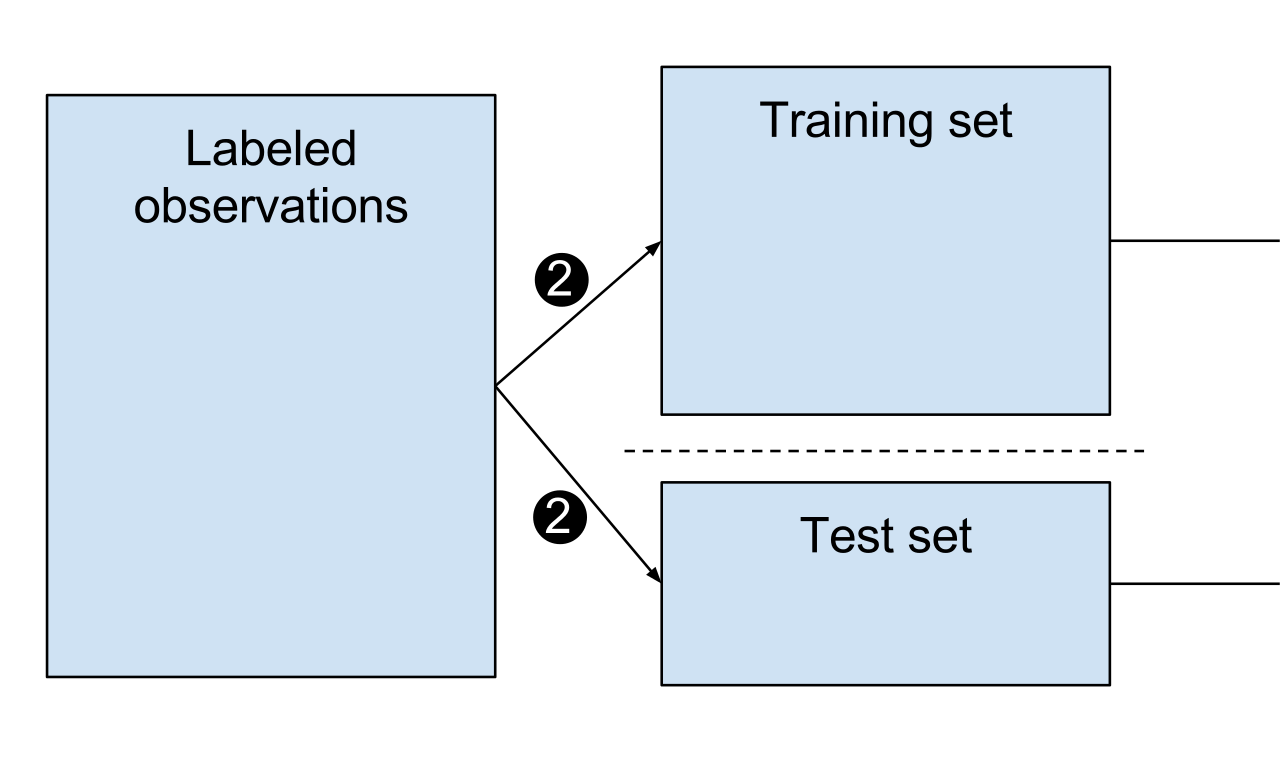 Labeled
observations
2
2
Training set
Test set